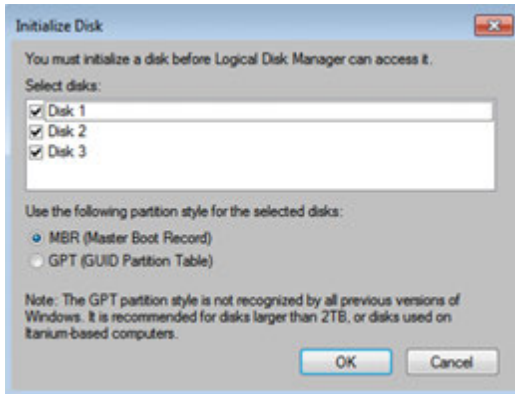 Initialize Disk
You must initialize a disk before Logical Disk Manager can access it.
Select disks:
Disk 1
Disk 2
Disk 3
Use the following partition style for the selected disks:
MBR (Master Boot Record)
GPT (GUID Partition Table)
Note: The GPT partition style is not recognized by all previous versions of
Windows. It is recommended for disks larger than 2TB, or disks used on
Itanium-based computers.
OK Cancel